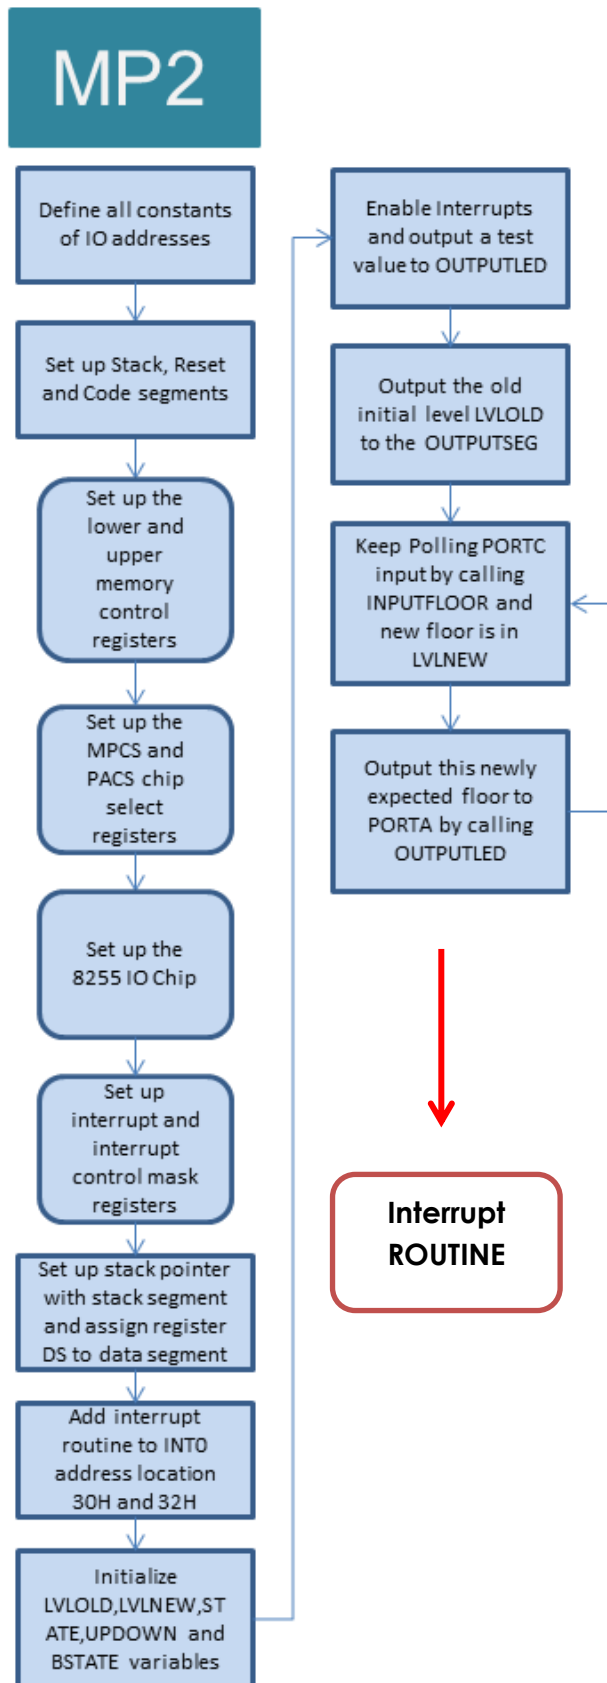 MP2
Define all constants
of IO addresses
Set up Stack, Reset
and Code segments
Set up the
lower and
upper
memory
control
registers
Set up the
MPCS and
PACS chip
select
registers
Set up the
8255 IO Chip
Set up
interrupt and
interrupt
control mask
registers
Set up stack pointer
with stack segment
and assign register
DS to data segment
Add interrupt
routine to INT0
address location
30H and 32H
Initialize
LVLOLD,LVLNEW,ST
ATE,UPDOWN and
BSTATE variables
Enable Interrupts
and output a test
value to OUTPUTLED
Output the old
initial level LVLOLD
to the OUTPUTSEG
Keep Polling PORTC
input by calling
INPUTFLOOR and
new floor is in
LVLNEW
Output this newly
expected floor to
PORTA by calling
OUTPUTLED
Interrupt
ROUTINE